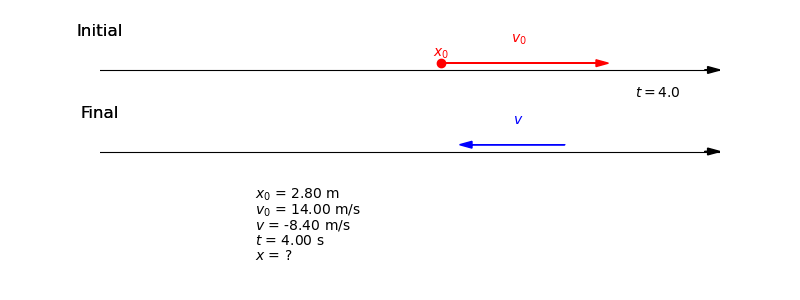 Initial
v₀
x₀
t = 4.0
Final
v
x₀ = 2.80 m
v₀ = 14.00 m/s
v = -8.40 m/s
t = 4.00 s
x = ?